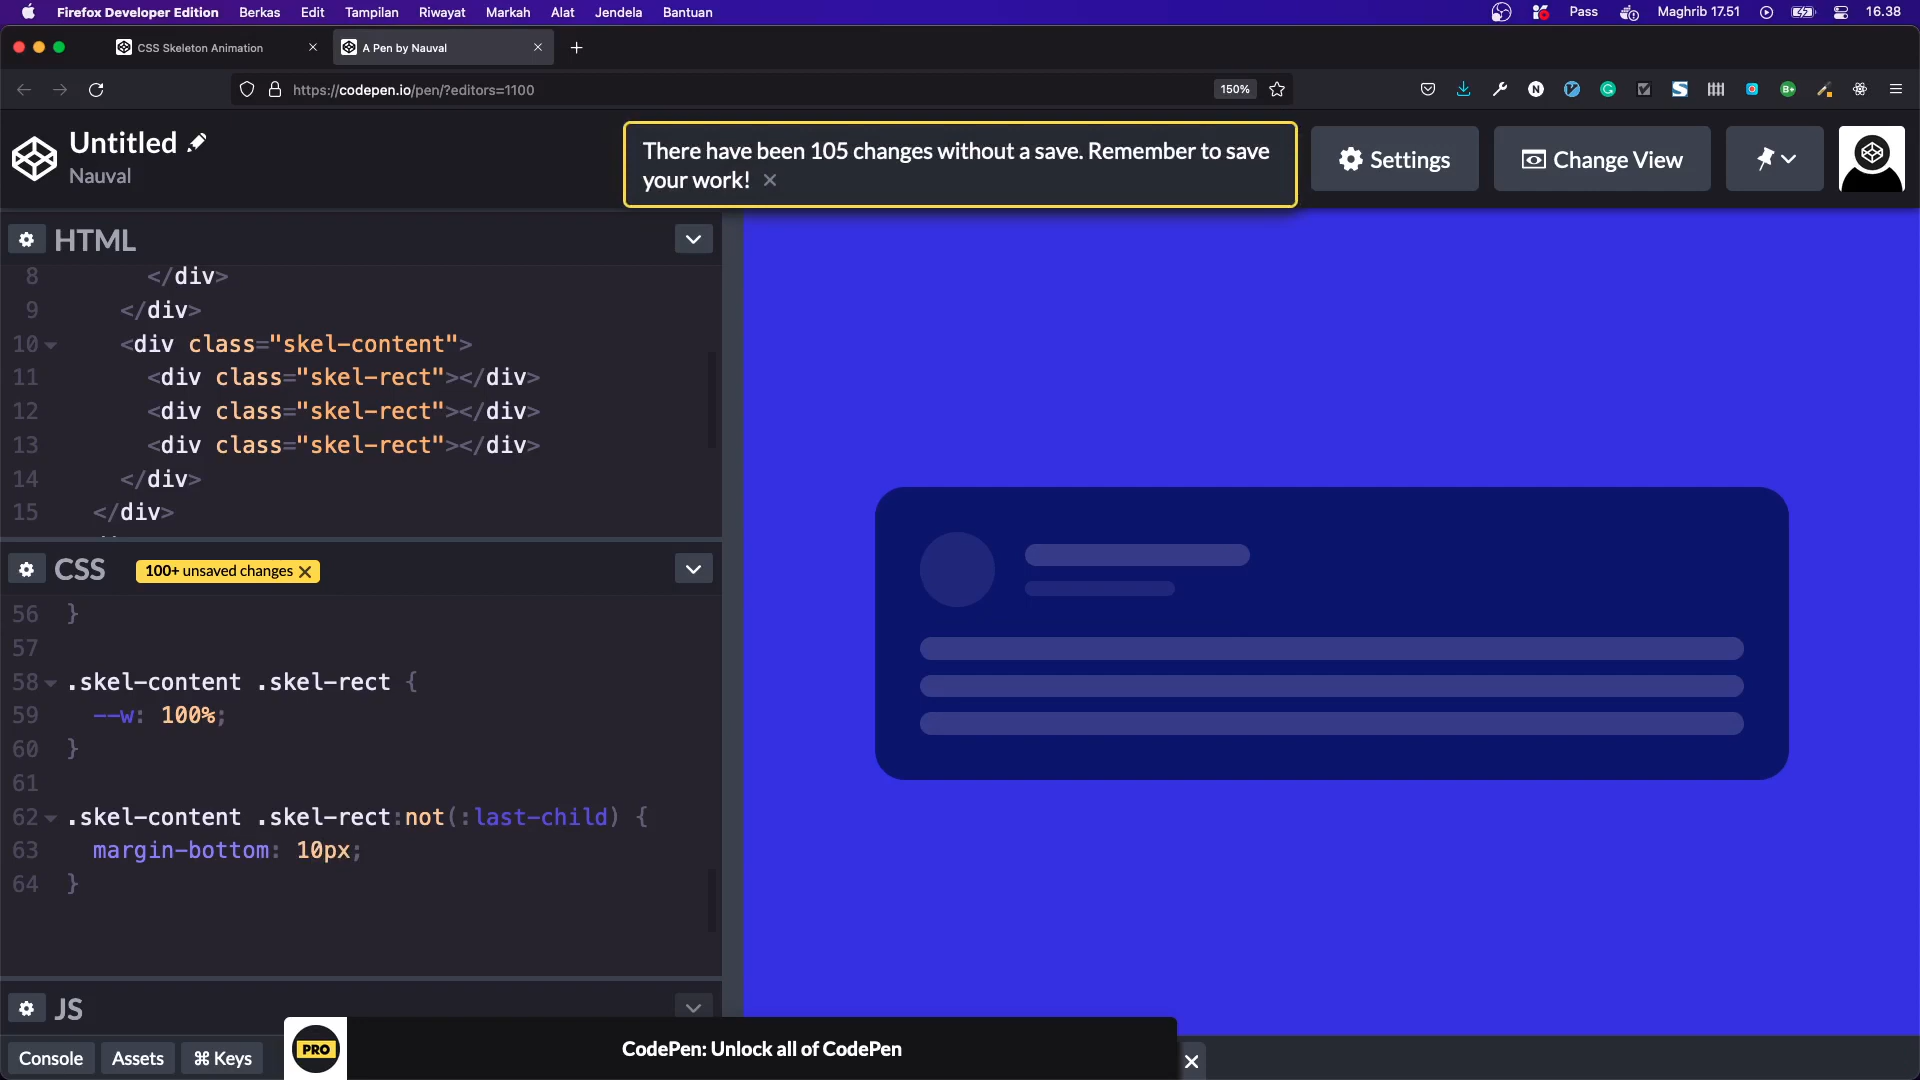 Firefox Developer Edition Berkas Edit Tampilan Riwayat Markah Alat Jendela Bantuan Pass Maghrib 17.51 16.38
CSS Skeleton Animation A Pen by Nauval
https://codepen.io/pen/?editors=1100 150%
Untitled
Nauval
There have been 105 changes without a save. Remember to save
your work!
Settings
Change View
HTML
8 </div>
9 </div>
10 <div class="skel-content">
11 <div class="skel-rect"></div>
12 <div class="skel-rect"></div>
13 <div class="skel-rect"></div>
14 </div>
15 </div>
CSS 100+ unsaved changes
56 }
57
58 .skel-content .skel-rect {
59 --w: 100%;
60 }
61
62 .skel-content .skel-rect:not(:last-child) {
63 margin-bottom: 10px;
64 }
JS
Console Assets ⌘ Keys
PRO
CodePen: Unlock all of CodePen